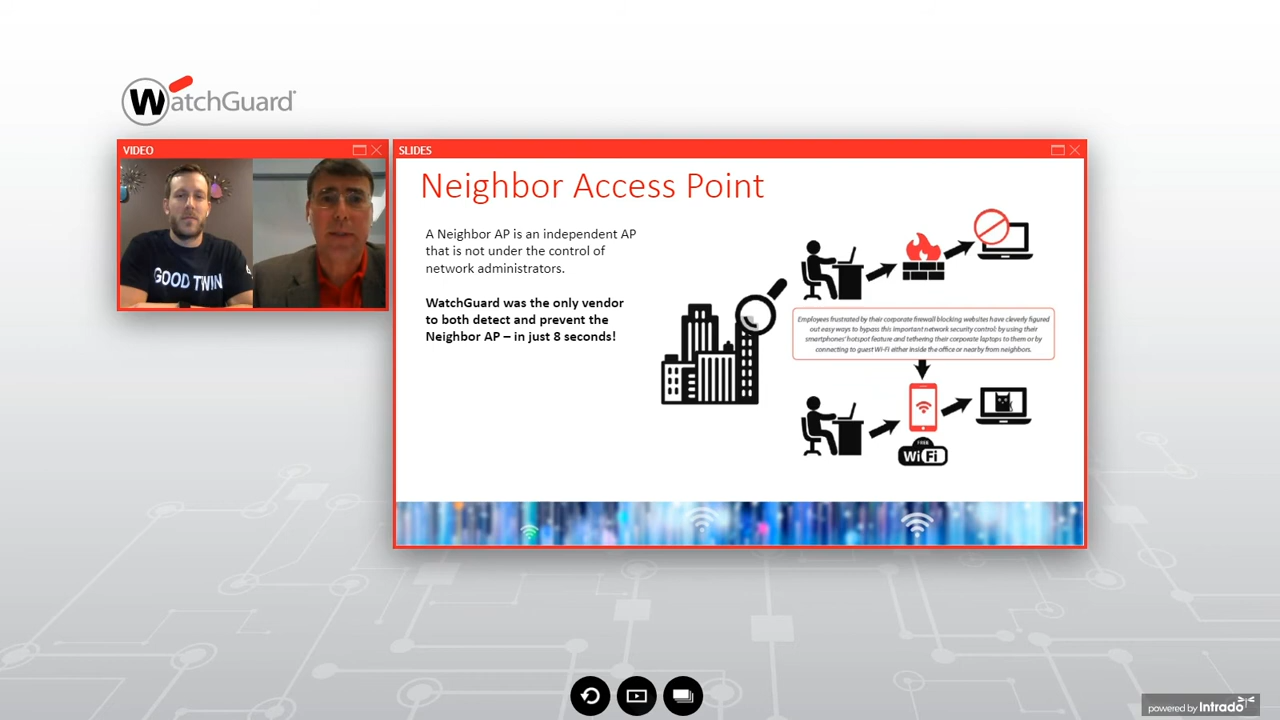 WatchGuard
VIDEO
SLIDES
GOOD TWIN
Neighbor Access Point
A Neighbor AP is an independent AP
that is not under the control of
network administrators.
WatchGuard was the only vendor
to both detect and prevent the
Neighbor AP – in just 8 seconds!
Employees frustrated by their corporate firewall blocking websites have cleverly figured
out easy ways to bypass this important network security control: by using their
smartphones' hotspot feature and tethering their corporate laptops to them or by
connecting to guest Wi-Fi either inside the office or nearby from neighbors.
FREE
WiFi
powered by Intrado